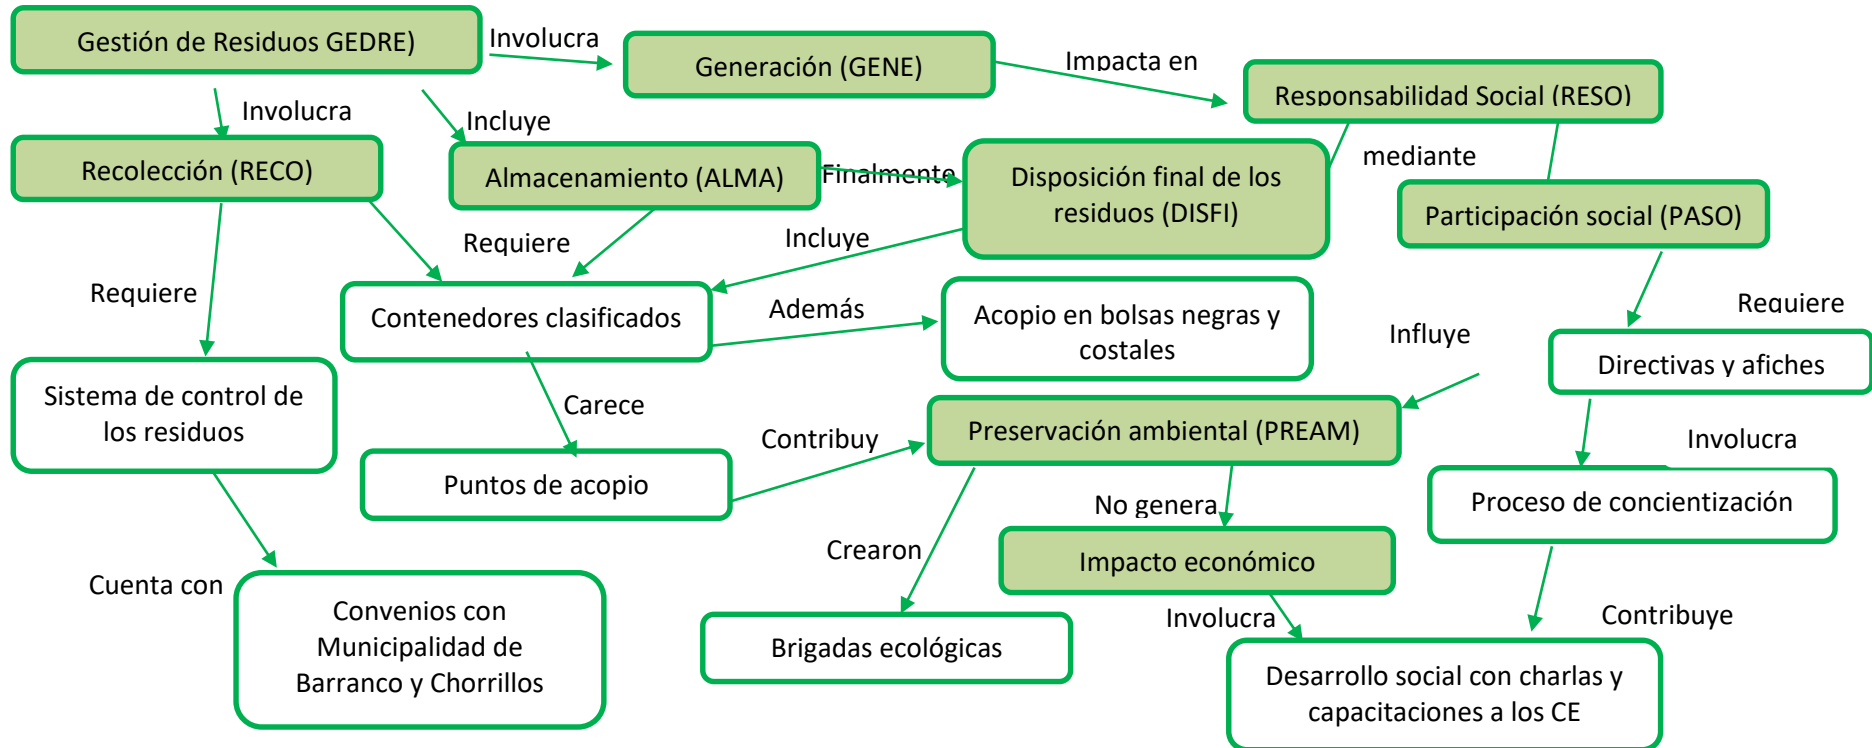 Gestión de Residuos GEDRE)
Involucra
Generación (GENE)
Impacta en
Responsabilidad Social (RESO)
Involucra
Incluye
Recolección (RECO)
Almacenamiento (ALMA)
Finalmente
Disposición final de los
residuos (DISFI)
mediante
Participación social (PASO)
Requiere
Incluye
Requiere
Contenedores clasificados
Además
Acopio en bolsas negras y
costales
Influye
Requiere
Directivas y afiches
Sistema de control de
los residuos
Carece
Contribuy
Preservación ambiental (PREAM)
Involucra
Puntos de acopio
No genera
Proceso de concientización
Crearon
Impacto económico
Cuenta con
Convenios con
Municipalidad de
Barranco y Chorrillos
Brigadas ecológicas
Involucra
Contribuye
Desarrollo social con charlas y
capacitaciones a los CE